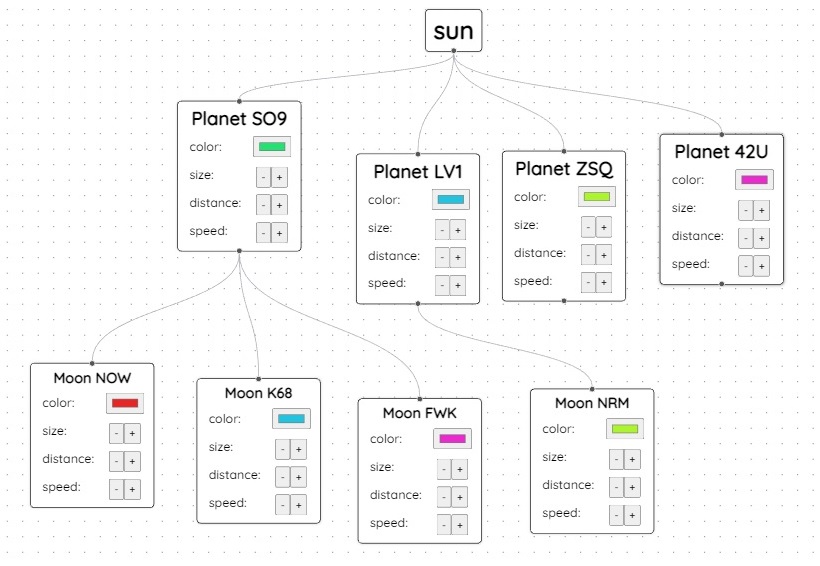 sun
Planet SO9
color:
size: - +
distance: - +
speed: - +
Planet LV1
color:
size: - +
distance: - +
speed: - +
Planet ZSQ
color:
size: - +
distance: - +
speed: - +
Planet 42U
color:
size: - +
distance: - +
speed: - +
Moon NOW
color:
size: - +
distance: - +
speed: - +
Moon K68
color:
size: - +
distance: - +
speed: - +
Moon FWK
color:
size: - +
distance: - +
speed: - +
Moon NRM
color:
size: - +
distance: - +
speed: - +